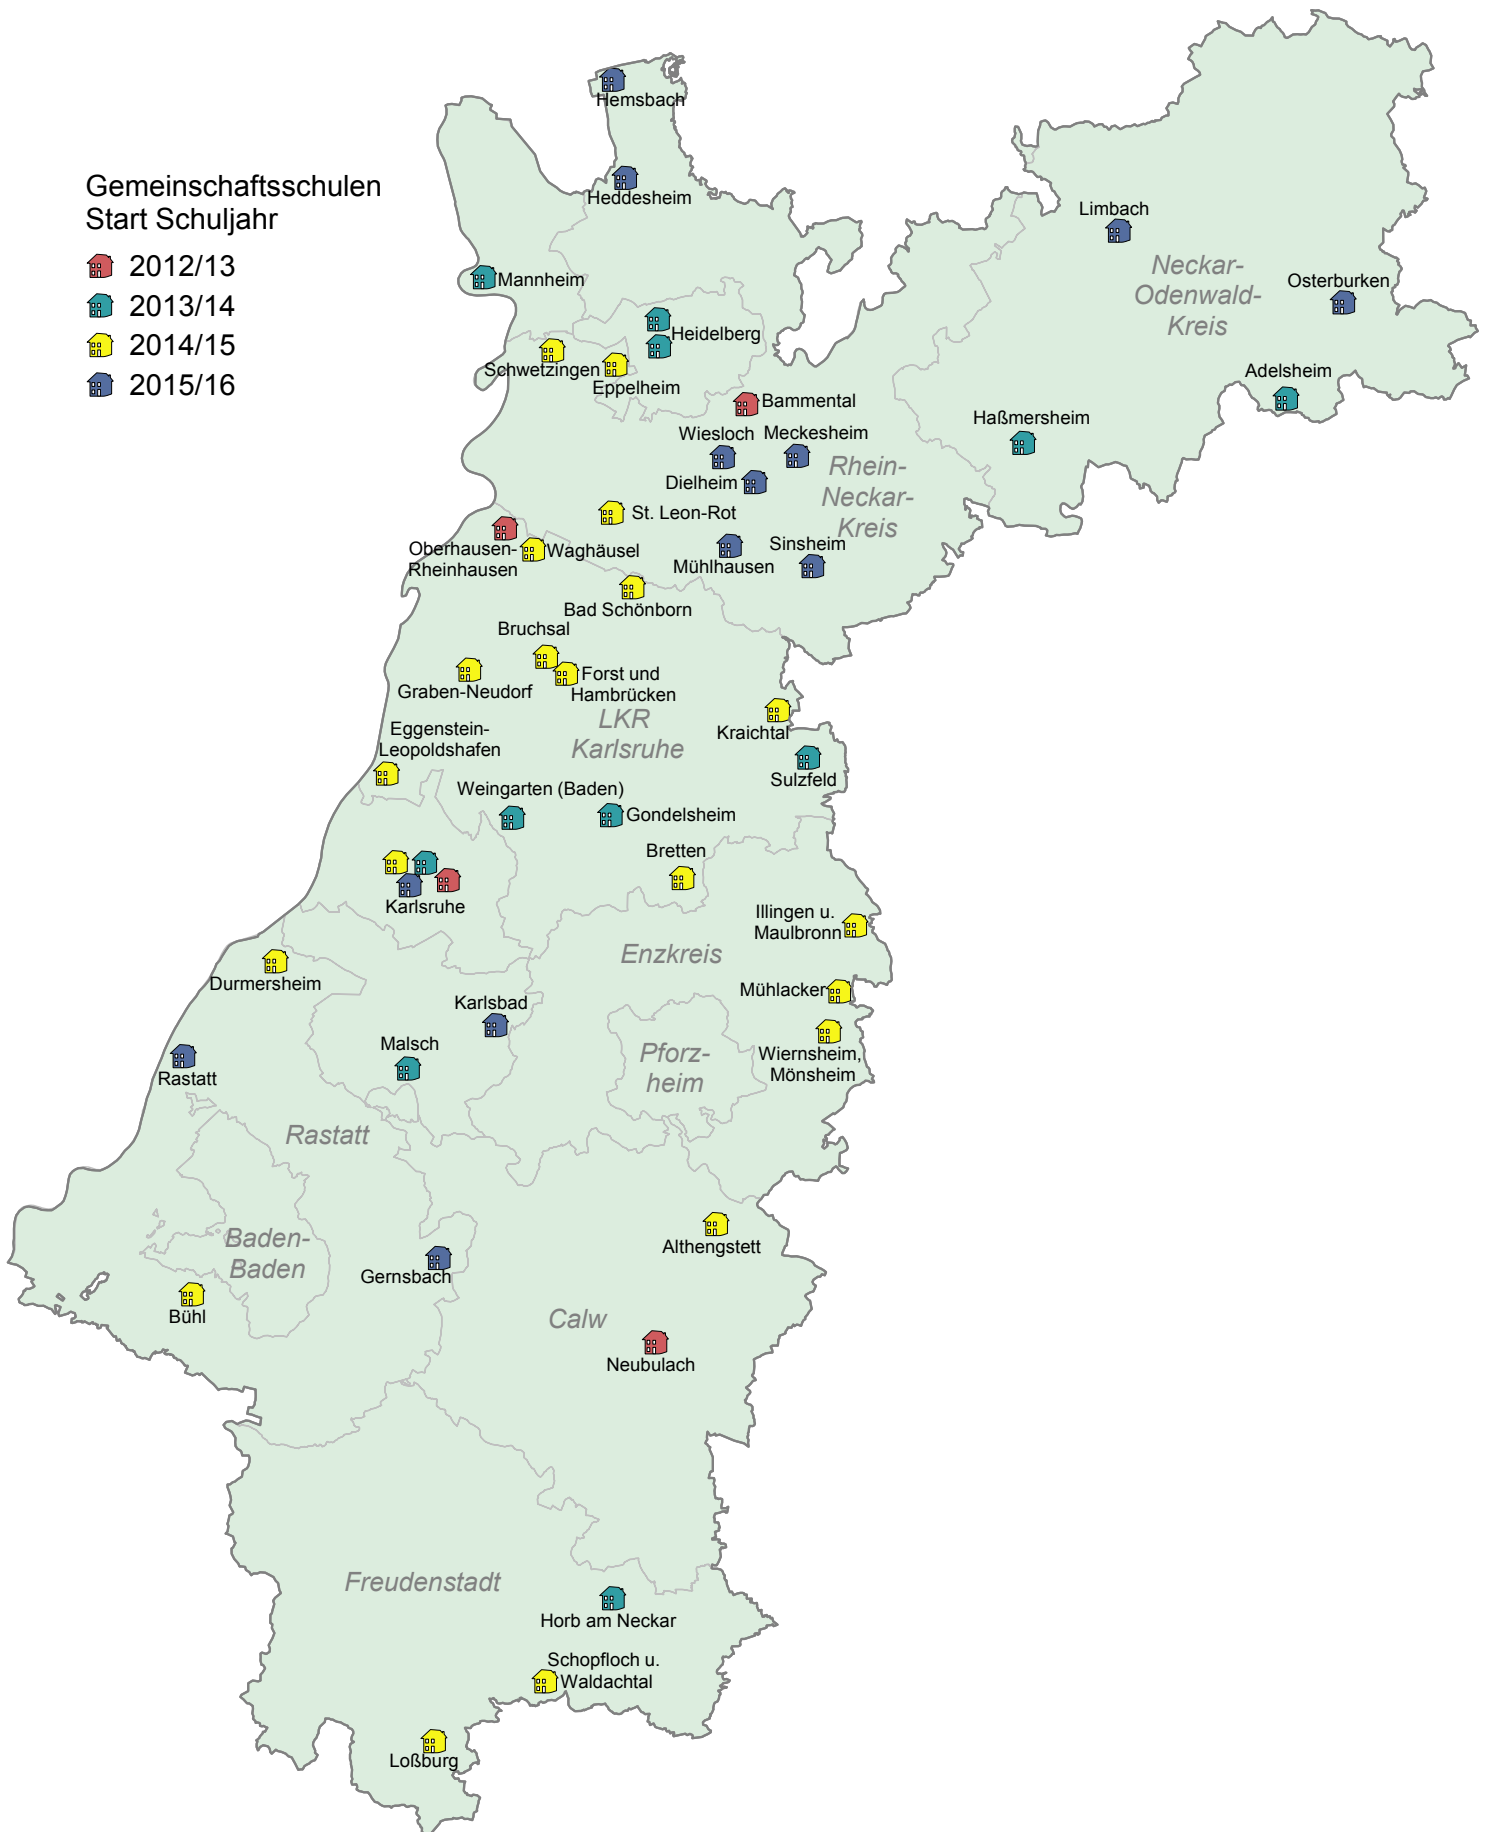 Gemeinschaftsschulen
Start Schuljahr
2012/13
2013/14
2014/15
2015/16
Hemsbach
Heddesheim
Limbach
Neckar-
Odenwald-
Kreis
Osterburken
Mannheim
Heidelberg
Schwetzingen
Eppelheim
Adelsheim
Bammental
Haßmersheim
Wiesloch
Meckesheim
Dielheim
Rhein-
Neckar-
Kreis
St. Leon-Rot
Oberhausen-
Rheinhausen
Waghäusel
Mühlhausen
Sinsheim
Bad Schönborn
Bruchsal
Forst und
Hambrücken
Graben-Neudorf
LKR
Karlsruhe
Kraichtal
Eggenstein-
Leopoldshafen
Sulzfeld
Weingarten (Baden)
Gondelsheim
Bretten
Karlsruhe
Illingen u.
Maulbronn
Enzkreis
Durmersheim
Mühlacker
Karlsbad
Malsch
Pforz-
heim
Wiernsheim,
Mönsheim
Rastatt
Rastatt
Baden-
Baden
Althengstett
Gernsbach
Bühl
Calw
Neubulach
Freudenstadt
Horb am Neckar
Schopfloch u.
Waldachtal
Loßburg